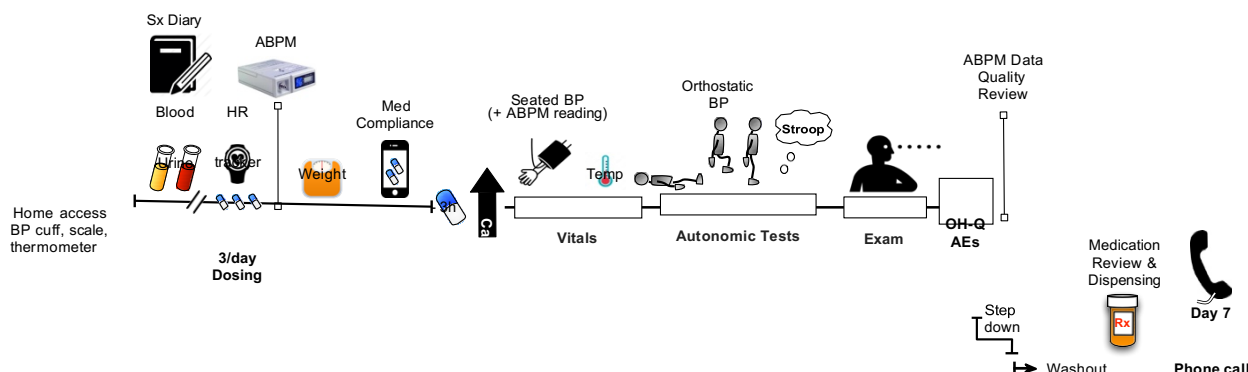 Sx Diary
ABPM
Blood
Urine
HR
tracker
Weight
Med
Compliance
Home access
BP cuff, scale,
thermometer
3/day
Dosing
3h
Ca
Seated BP
(+ ABPM reading)
Temp
Vitals
Orthostatic
BP
Stroop
Autonomic Tests
Exam
OH-Q
AEs
ABPM Data
Quality
Review
Step
down
Washout
Medication
Review &
Dispensing
Rx
Day 7
Phone call